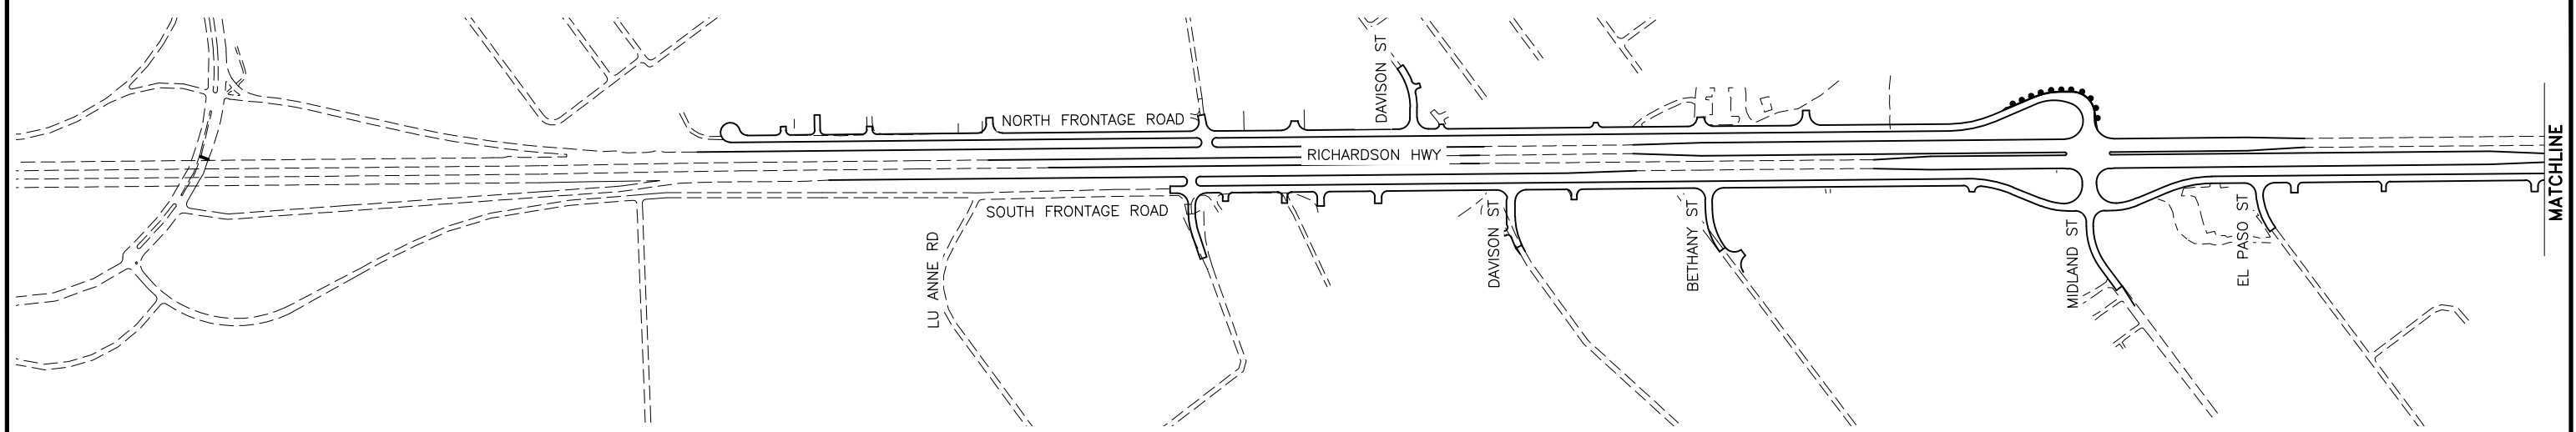 DAVISON ST
NORTH FRONTAGE ROAD
RICHARDSON HWY
MATCHLINE
SOUTH FRONTAGE ROAD
LU ANNE RD
DAVISON ST
BETHANY ST
MIDLAND ST
EL PASO ST